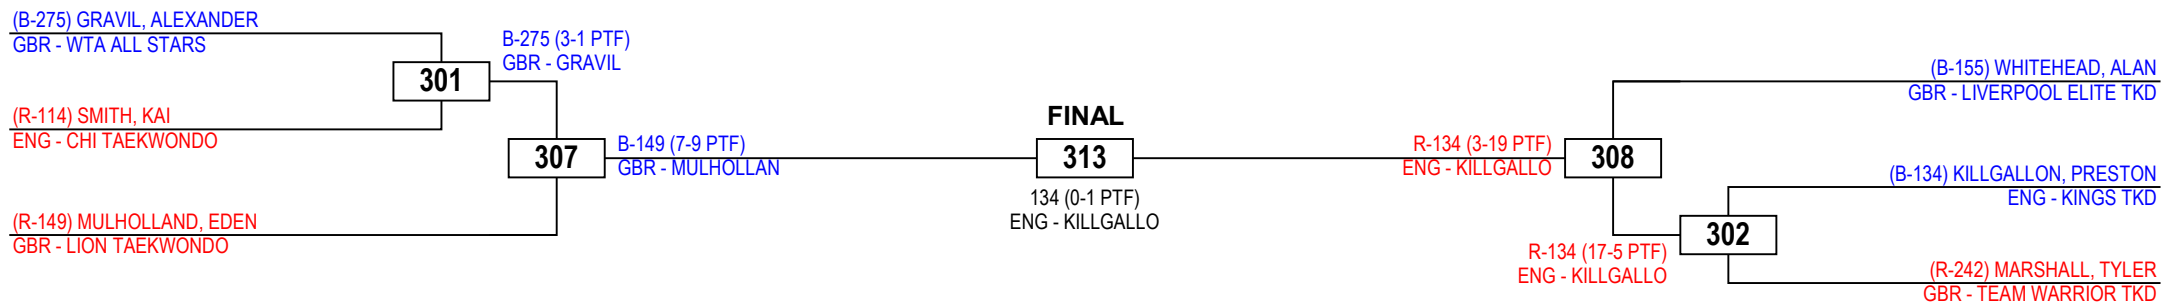 (B-275) GRAVIL, ALEXANDER
GBR - WTA ALL STARS
301
(R-114) SMITH, KAI
ENG - CHI TAEKWONDO
B-275 (3-1 PTF)
GBR - GRAVIL
307
(R-149) MULHOLLAND, EDEN
GBR - LION TAEKWONDO
B-149 (7-9 PTF)
GBR - MULHOLLAN
FINAL
313
134 (0-1 PTF)
ENG - KILLGALLO
R-134 (3-19 PTF)
ENG - KILLGALLO
308
(B-155) WHITEHEAD, ALAN
GBR - LIVERPOOL ELITE TKD
(B-134) KILLGALLON, PRESTON
ENG - KINGS TKD
302
R-134 (17-5 PTF)
ENG - KILLGALLO
(R-242) MARSHALL, TYLER
GBR - TEAM WARRIOR TKD